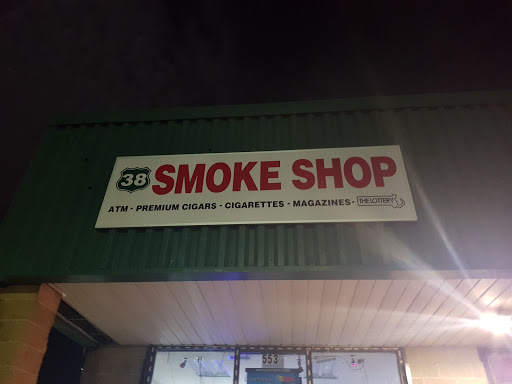 38 SMOKE SHOP
ATM - PREMIUM CIGARS - CIGARETTES - MAGAZINES - THE LOTTERY
553